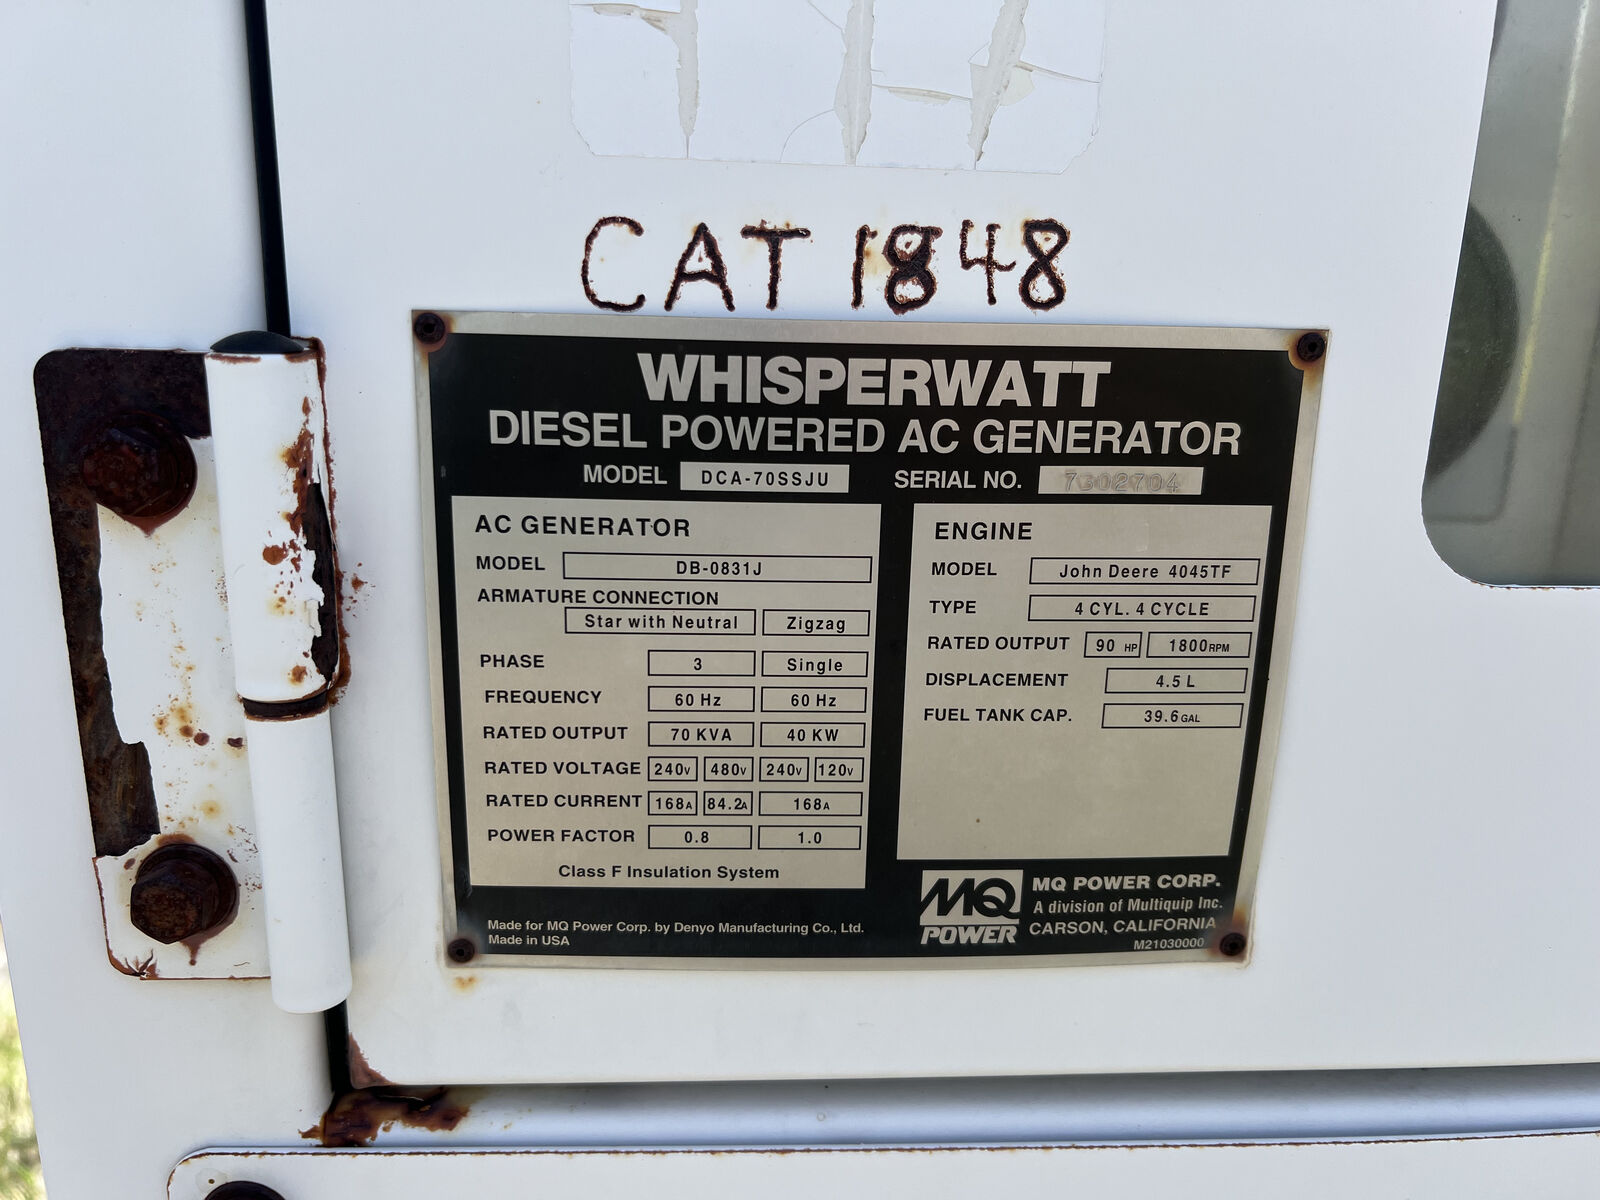 CAT 1848
WHISPERWATT
DIESEL POWERED AC GENERATOR
MODEL DCA-70SSJU SERIAL NO. 7302704
AC GENERATOR
MODEL DB-0831J
ARMATURE CONNECTION
Star with Neutral Zigzag
PHASE 3 Single
FREQUENCY 60 Hz 60 Hz
RATED OUTPUT 70 KVA 40 KW
RATED VOLTAGE 240V 480V 240V 120V
RATED CURRENT 168A 84.2A 168A
POWER FACTOR 0.8 1.0
Class F Insulation System
ENGINE
MODEL John Deere 4045TF
TYPE 4 CYL. 4 CYCLE
RATED OUTPUT 90 HP 1800RPM
DISPLACEMENT 4.5 L
FUEL TANK CAP. 39.6GAL
Made for MQ Power Corp. by Denyo Manufacturing Co., Ltd.
Made in USA
MQ
POWER
MQ POWER CORP.
A division of Multiquip Inc.
CARSON, CALIFORNIA
M21030000